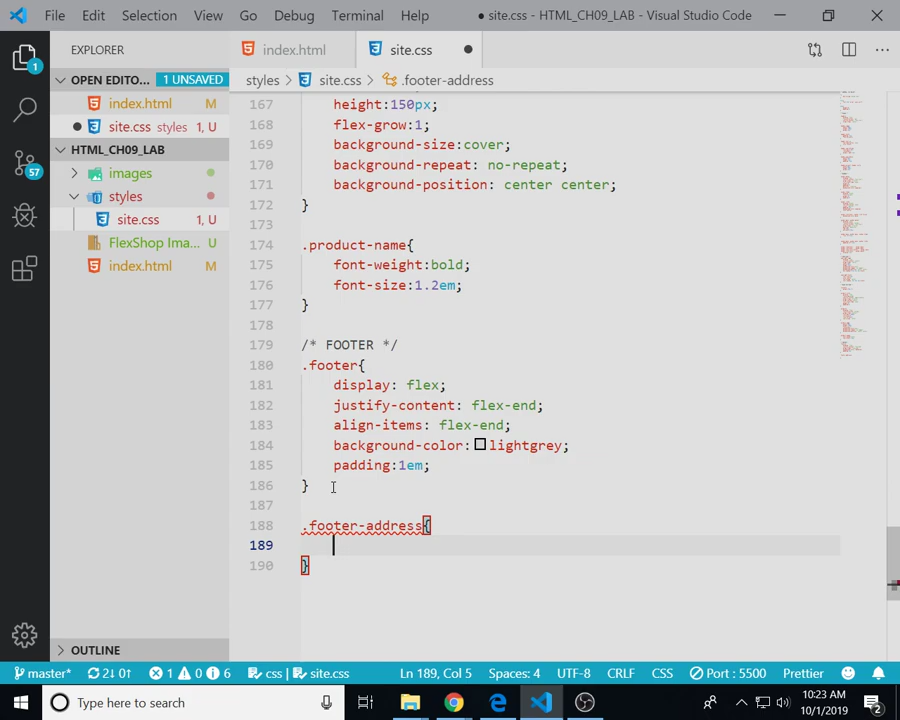 File Edit Selection View Go Debug Terminal Help ● site.css - HTML_CH09_LAB - Visual Studio Code
EXPLORER
index.html site.css ●
OPEN EDITO... 1 UNSAVED
styles > site.css > .footer-address
index.html M
● site.css styles 1, U
HTML_CH09_LAB
images
styles
site.css 1, U
FlexShop Ima... U
index.html M
OUTLINE
1
57
167 height:150px;
168 flex-grow:1;
169 background-size:cover;
170 background-repeat: no-repeat;
171 background-position: center center;
172 }
173
174 .product-name{
175 font-weight:bold;
176 font-size:1.2em;
177 }
178
179 /* FOOTER */
180 .footer{
181 display: flex;
182 justify-content: flex-end;
183 align-items: flex-end;
184 background-color: lightgrey;
185 padding:1em;
186 }
187
188 .footer-address{
189
190 }
master* 2↓ 0↑ 1 0 6 css | site.css Ln 189, Col 5 Spaces: 4 UTF-8 CRLF CSS Port : 5500 Prettier
Type here to search
10:23 AM
10/1/2019
2